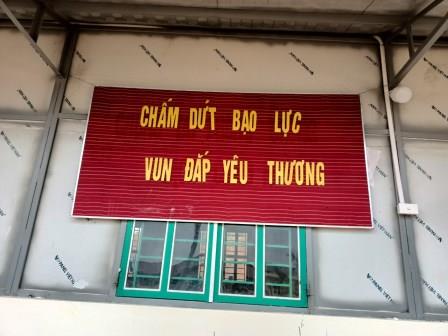 CHẤM DỨT BẠO LỰC
VUN ĐẮP YÊU THƯƠNG